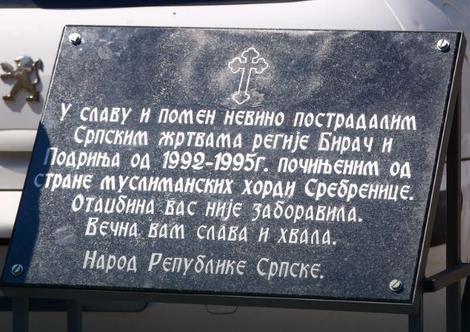 У славу и помен невино пострадалим
Српским жртвама регије Бирач и
Подриња од 1992-1995г. почињеним од
стране муслиманских хорди Сребренице.
Отаџбина вас није заборавила.
Вечна вам слава и хвала.
Народ Републике Српске.